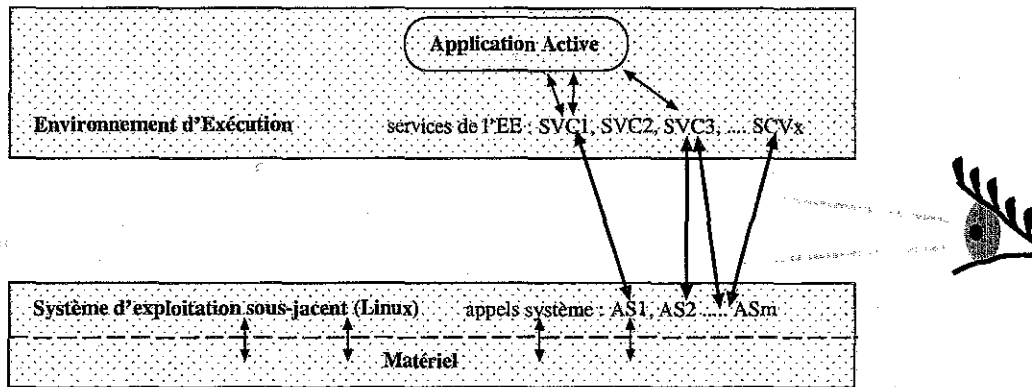 Application Active
Environnement d'Exécution services de l'EE : SVC1, SVC2, SVC3, .... SCVx
Système d'exploitation sous-jacent (Linux) appels système : AS1, AS2 ..... ASm
Matériel